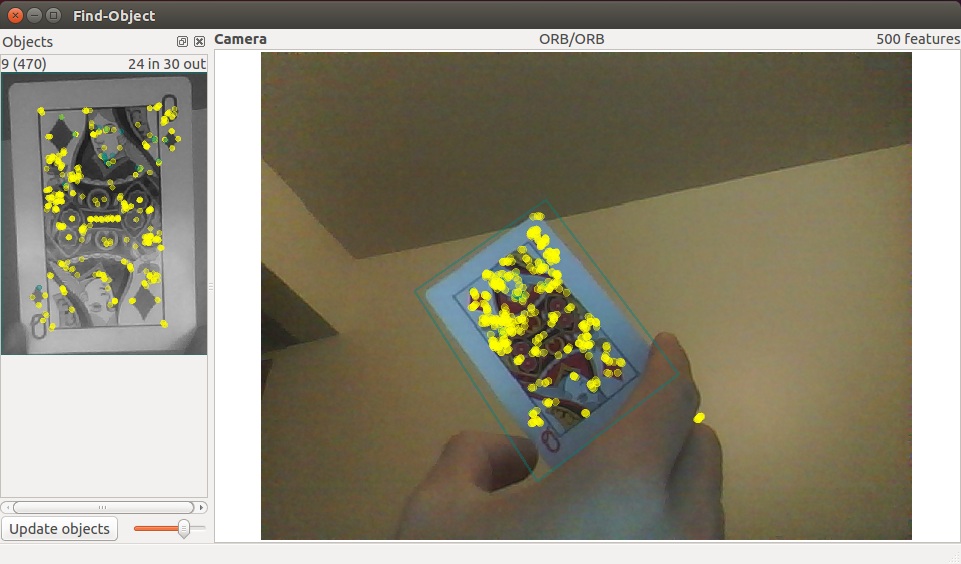 Find-Object
Objects
Camera
ORB/ORB
500 features
9 (470)
24 in 30 out
Q
Q
Q
Update objects